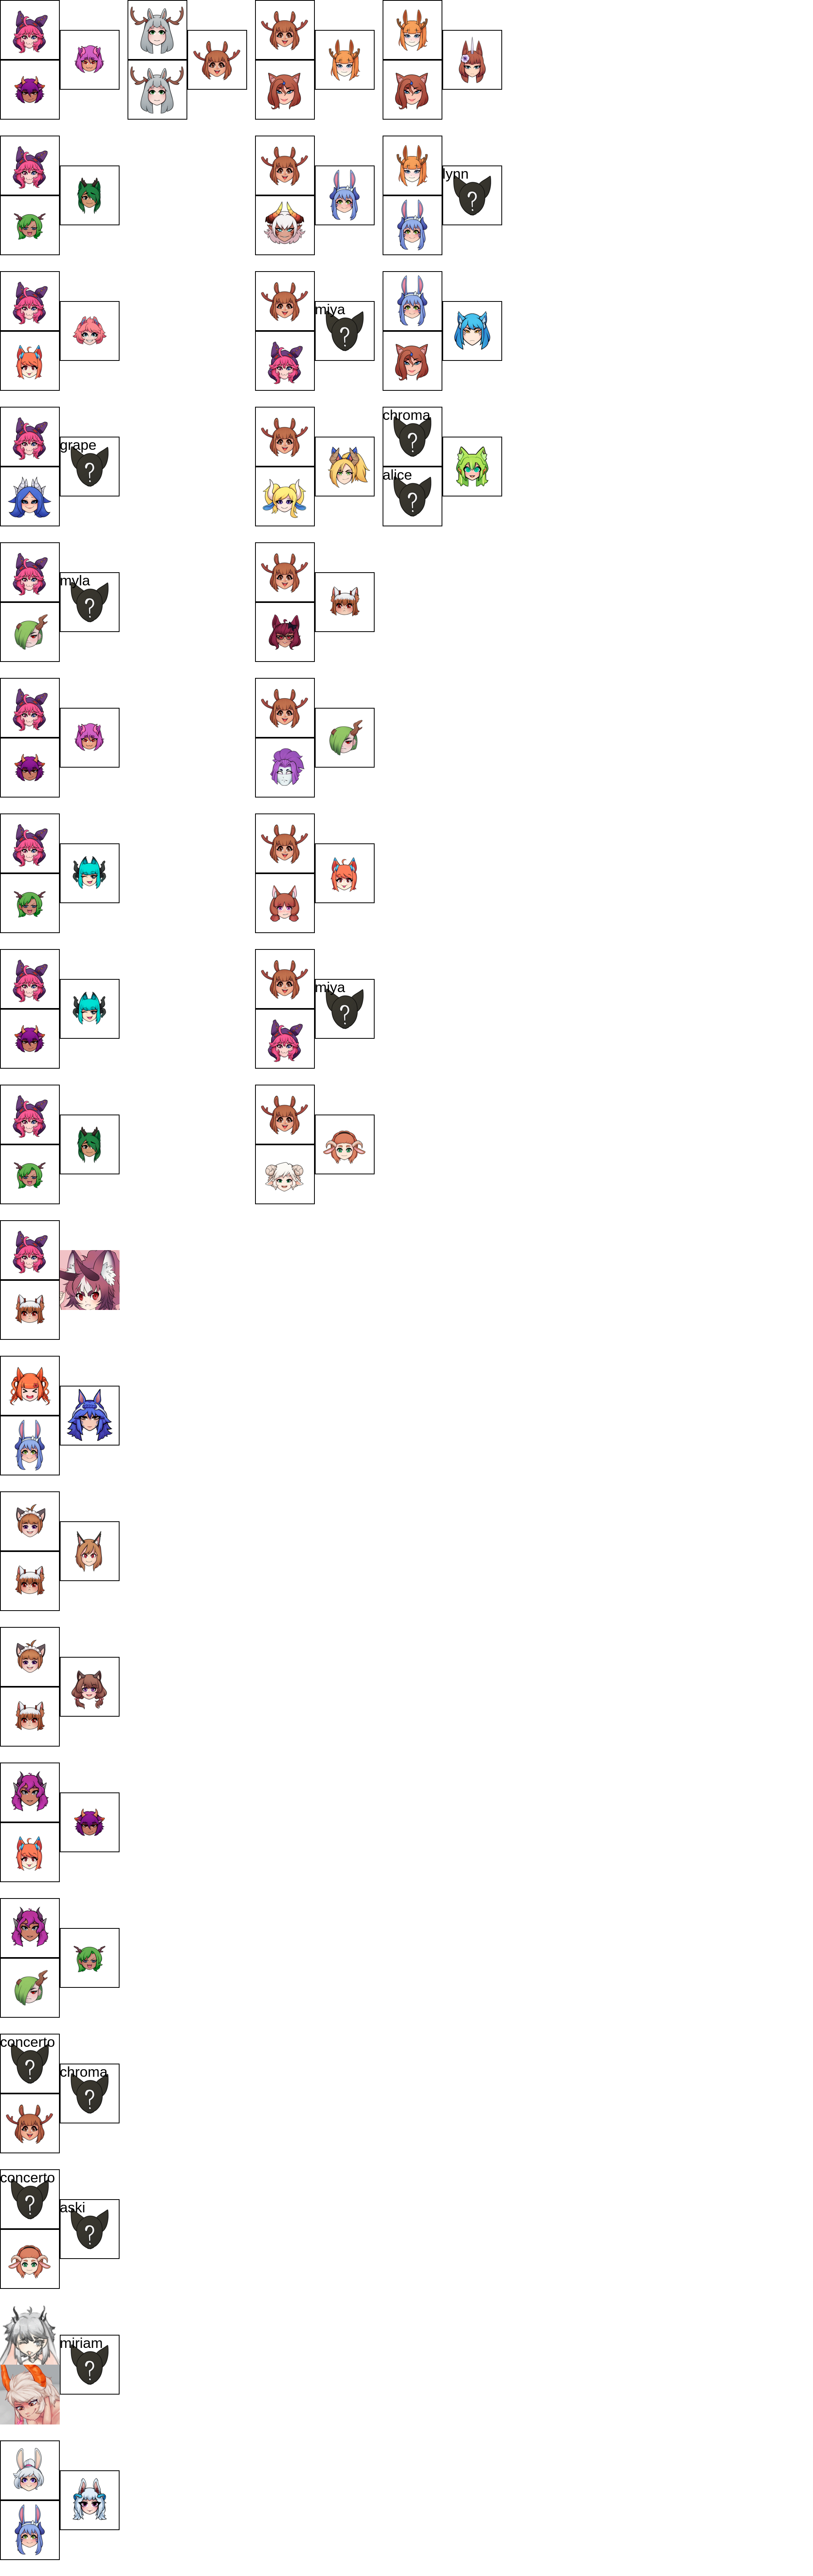 lynn
miya
chroma
grape
alice
myla
miya
concerto
chroma
concerto
aski
miriam